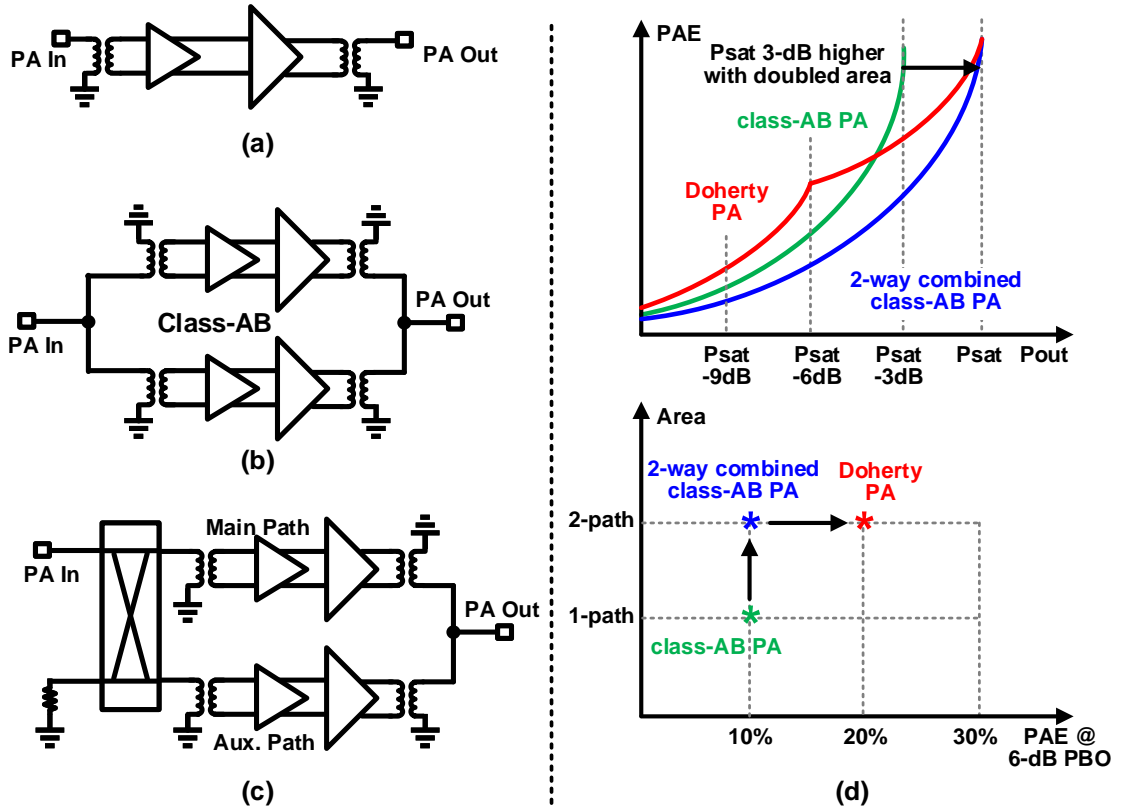 PA In
PA Out
(a)
PA In
Class-AB
PA Out
(b)
PA In
Main Path
PA Out
Aux. Path
(c)
PAE
Psat 3-dB higher
with doubled area
class-AB PA
Doherty
PA
2-way combined
class-AB PA
Psat
-9dB
Psat
-6dB
Psat
-3dB
Psat
Pout
Area
2-way combined
class-AB PA
Doherty
PA
2-path
*
*
1-path
*
class-AB PA
10%
20%
30%
PAE @
6-dB PBO
(d)